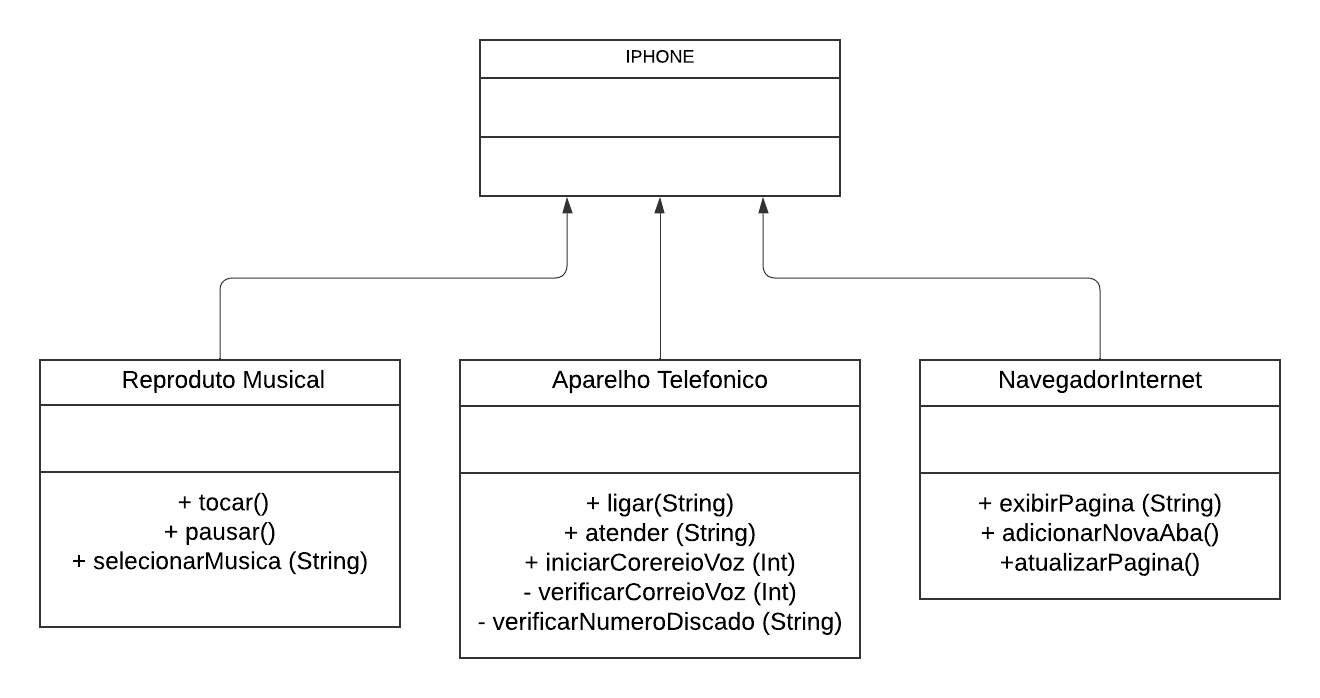 IPHONE
Reproduto Musical
+ tocar()
+ pausar()
+ selecionarMusica (String)
Aparelho Telefonico
+ ligar(String)
+ atender (String)
+ iniciarCorereioVoz (Int)
- verificarCorreioVoz (Int)
- verificarNumeroDiscado (String)
NavegadorInternet
+ exibirPagina (String)
+ adicionarNovaAba()
+atualizarPagina()